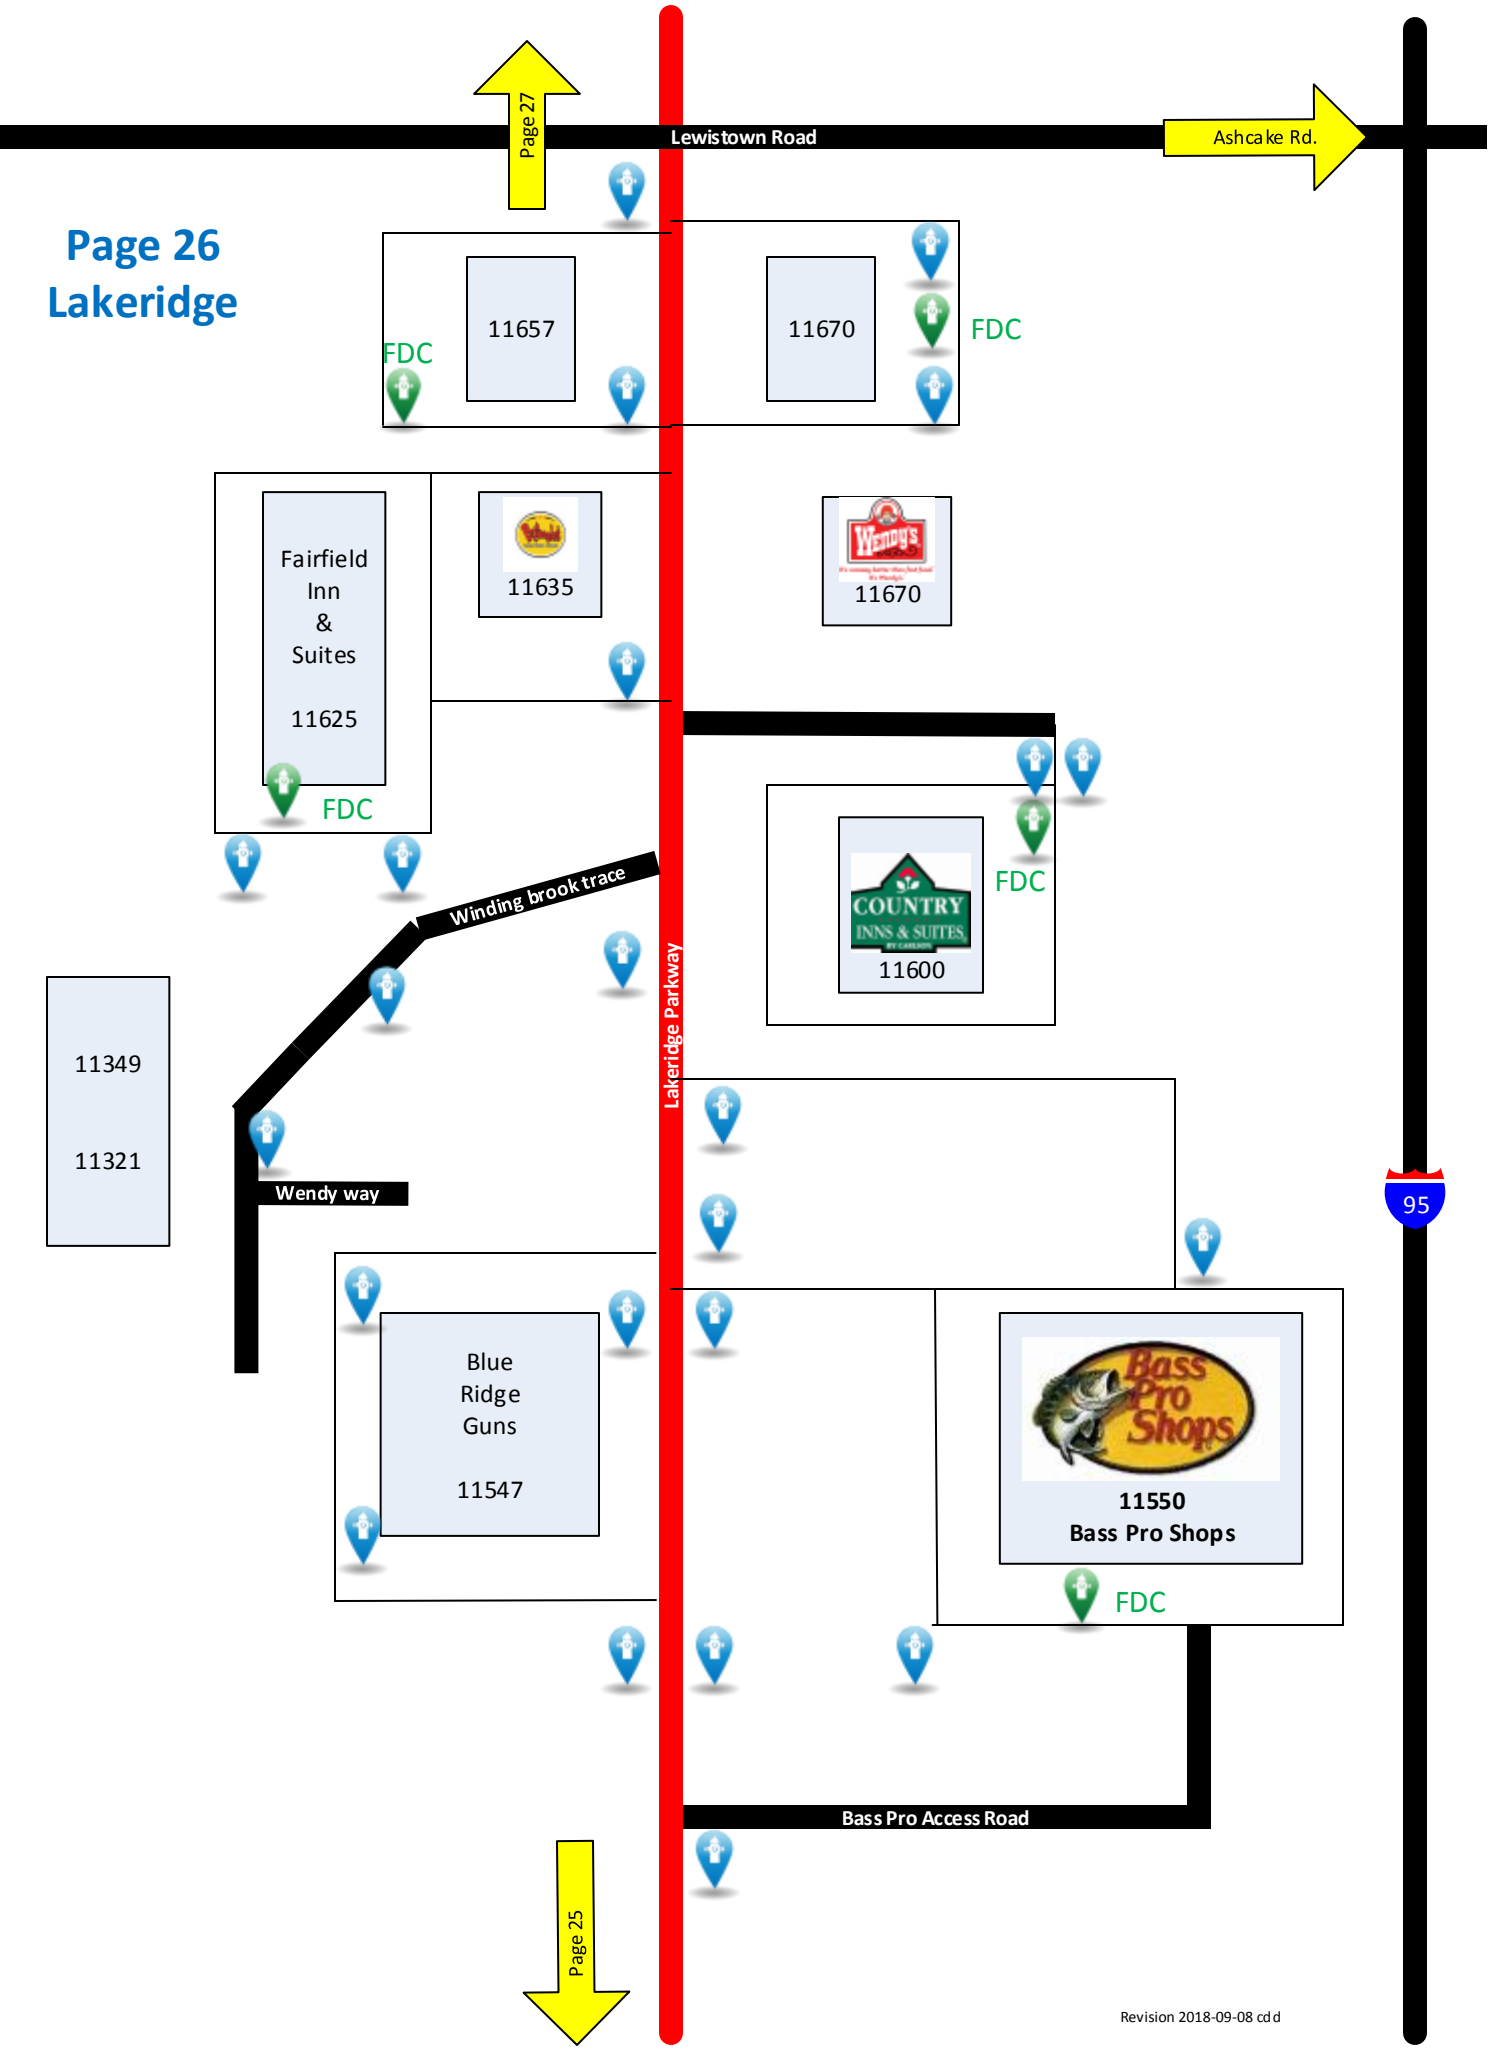 Page 27
Lewistown Road
Ashcake Rd.
Page 26
Lakeridge
11657
11670
FDC
FDC
Fairfield
Inn
&
Suites
11625
FDC
11635
WENDY'S
11670
Winding brook trace
FDC
COUNTRY
INNS & SUITES
BY CARLSON
11600
Lakeridge Parkway
11349
11321
Wendy way
95
Blue
Ridge
Guns
11547
Bass
Pro
Shops
11550
Bass Pro Shops
FDC
Bass Pro Access Road
Page 25
Revision 2018-09-08 cdd